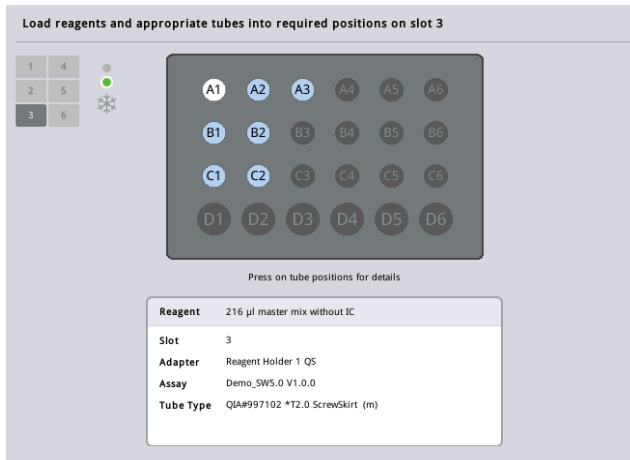 Load reagents and appropriate tubes into required positions on slot 3
1 4
2 5
3 6
A1 A2 A3 A4 A5 A6
B1 B2 B3 B4 B5 B6
C1 C2 C3 C4 C5 C6
D1 D2 D3 D4 D5 D6
Press on tube positions for details
Reagent 216 µl master mix without IC
Slot 3
Adapter Reagent Holder 1 QS
Assay Demo_SW5.0 V1.0.0
Tube Type QIA#997102 *T2.0 ScrewSkirt (m)